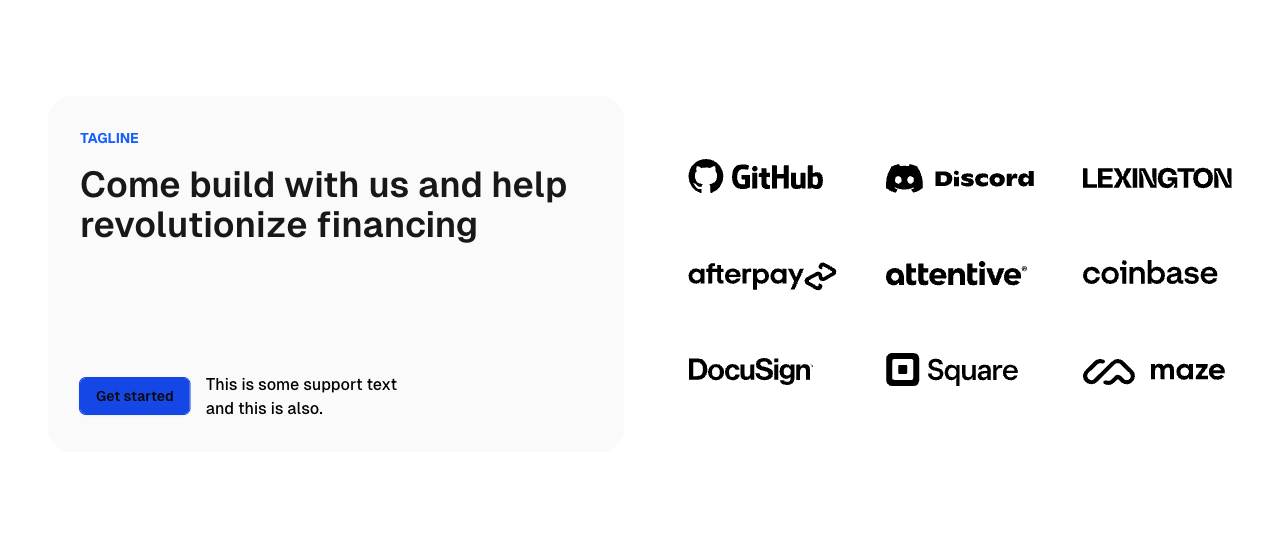 TAGLINE
Come build with us and help
revolutionize financing
Get started
This is some support text
and this is also.
GitHub
Discord
LEXINGTON
afterpay
attentive®
coinbase
DocuSign
Square
maze